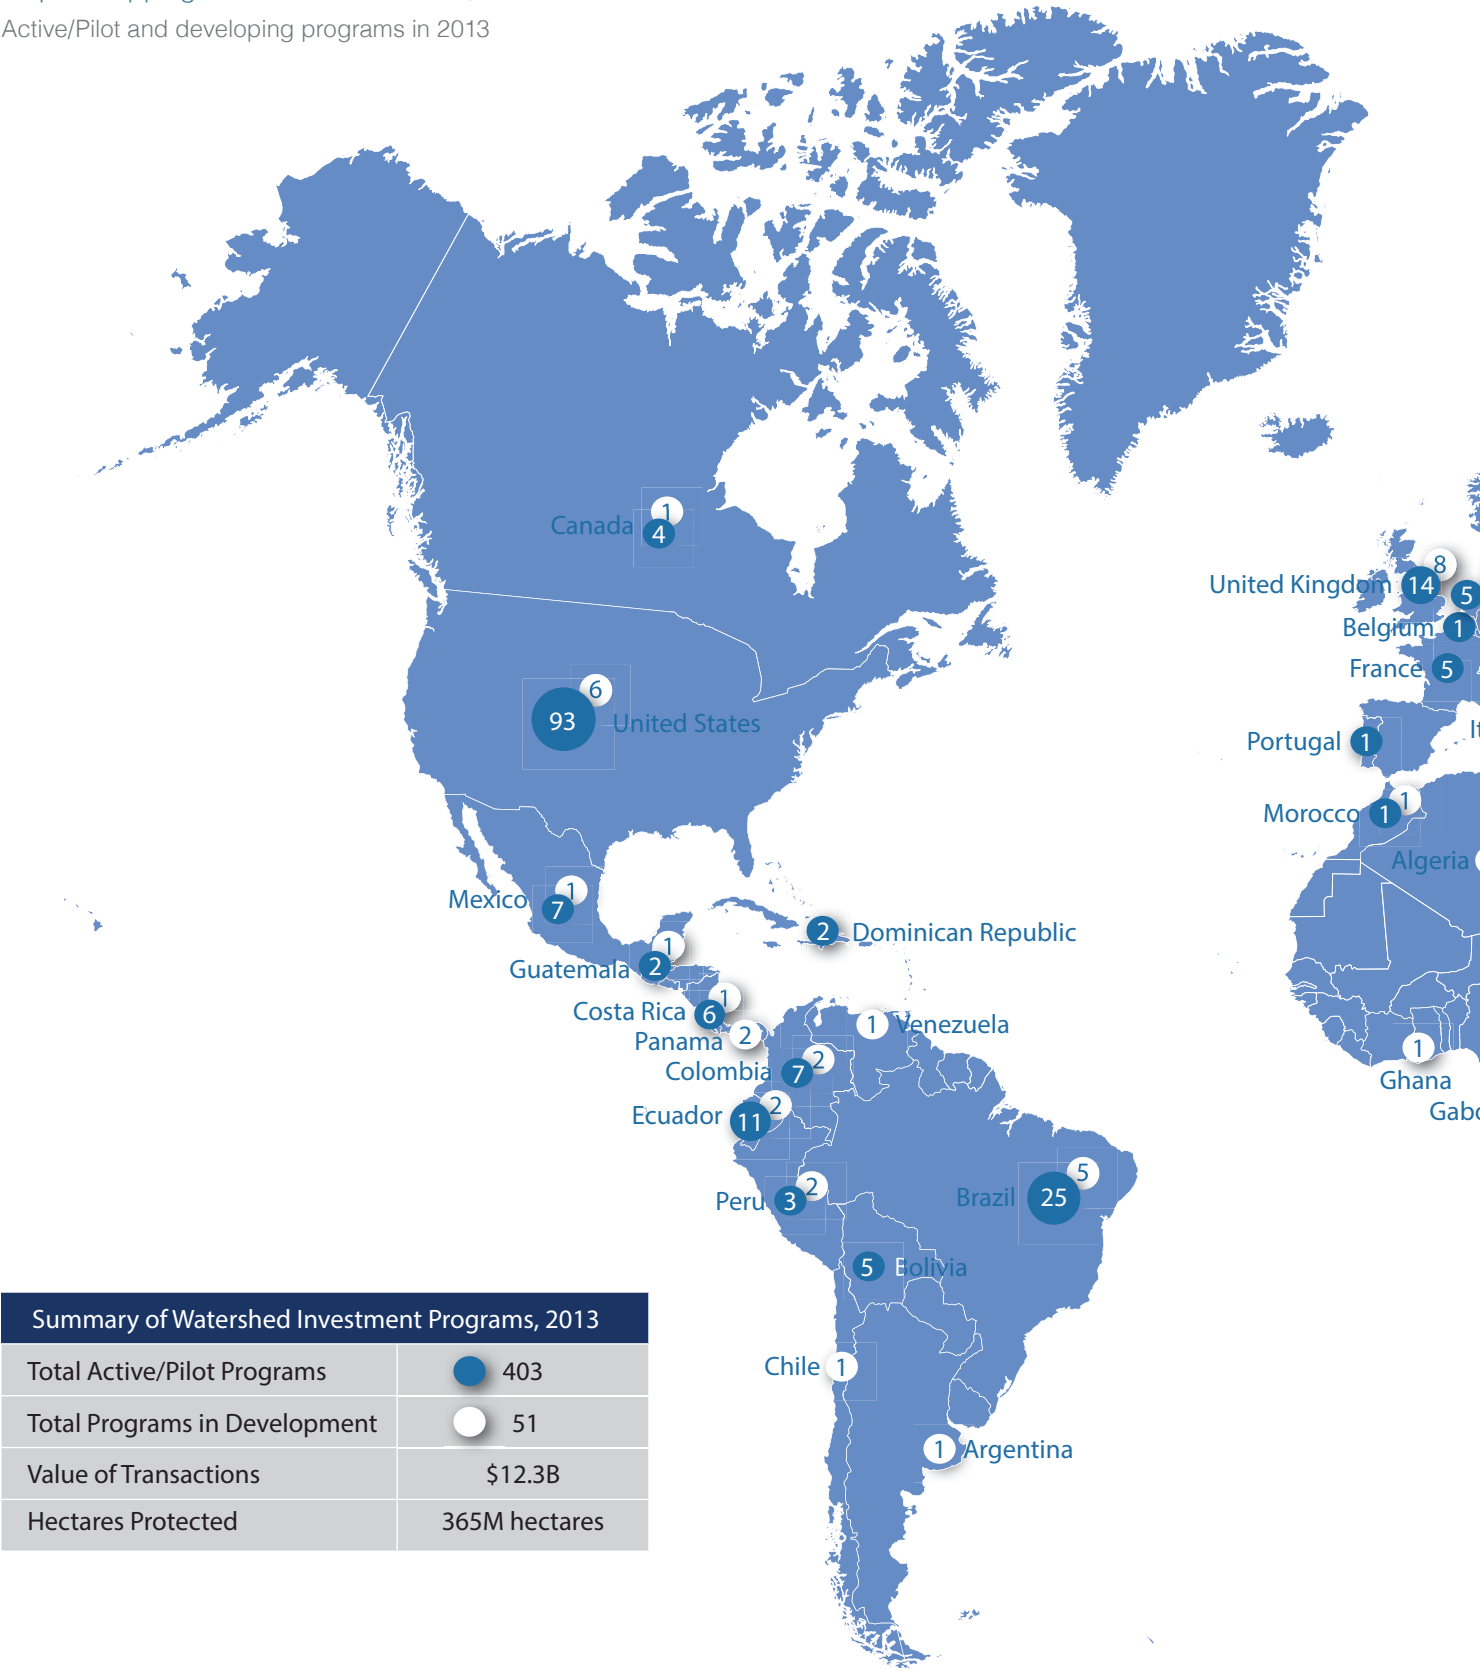 Active/Pilot and developing programs in 2013
1
Canada
4
8
United Kingdom
14
5
Belgium
1
France
5
6
93
United States
It
Portugal
1
1
Morocco
1
Algeria
1
Mexico
7
2
Dominican Republic
1
Guatemala
2
1
Costa Rica
6
Panama
2
1
Venezuela
2
Colombia
7
1
Ghana
2
Ecuador
11
Gabo
5
2
Brazil
25
Peru
3
5
Bolivia
Summary of Watershed Investment Programs, 2013
Total Active/Pilot Programs
403
Chile
1
Total Programs in Development
51
1
Argentina
Value of Transactions
$12.3B
Hectares Protected
365M hectares